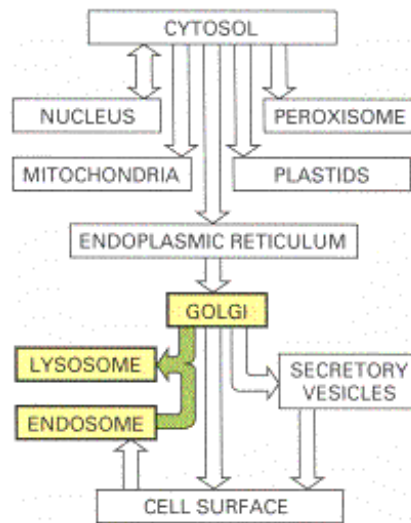 CYTOSOL
NUCLEUS
PEROXISOME
MITOCHONDRIA
PLASTIDS
ENDOPLASMIC RETICULUM
GOLGI
LYSOSOME
SECRETORY
VESICLES
ENDOSOME
CELL SURFACE